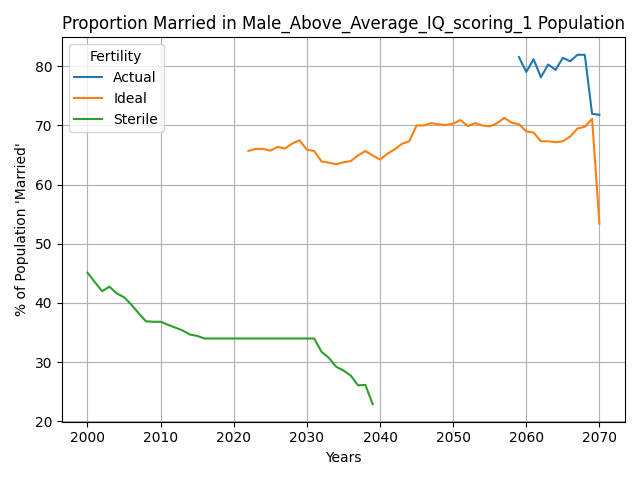 Proportion Married in Male_Above_Average_IQ_scoring_1 Population
Fertility
Actual
Ideal
Sterile
% of Population 'Married'
80
70
60
50
40
30
20
2000 2010 2020 2030 2040 2050 2060 2070
Years